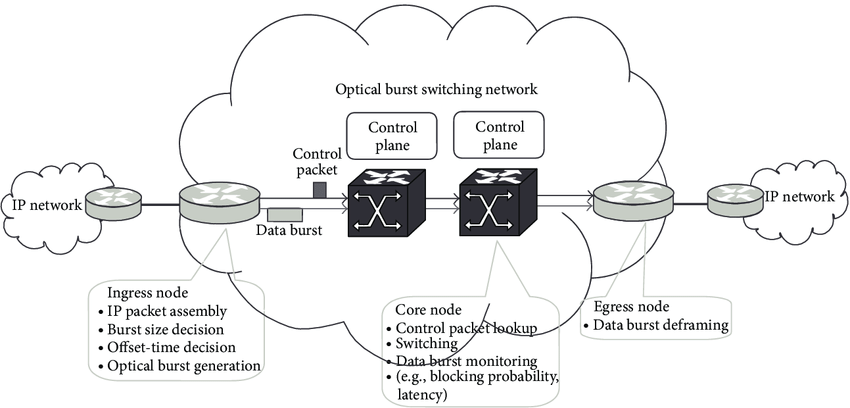 Optical burst switching network
Control
plane
Control
plane
Control
packet
IP network
IP network
Data burst
Ingress node
• IP packet assembly
• Burst size decision
• Offset-time decision
• Optical burst generation
Core node
• Control packet lookup
• Switching
• Data burst monitoring
• (e.g., blocking probability,
latency)
Egress node
• Data burst deframing